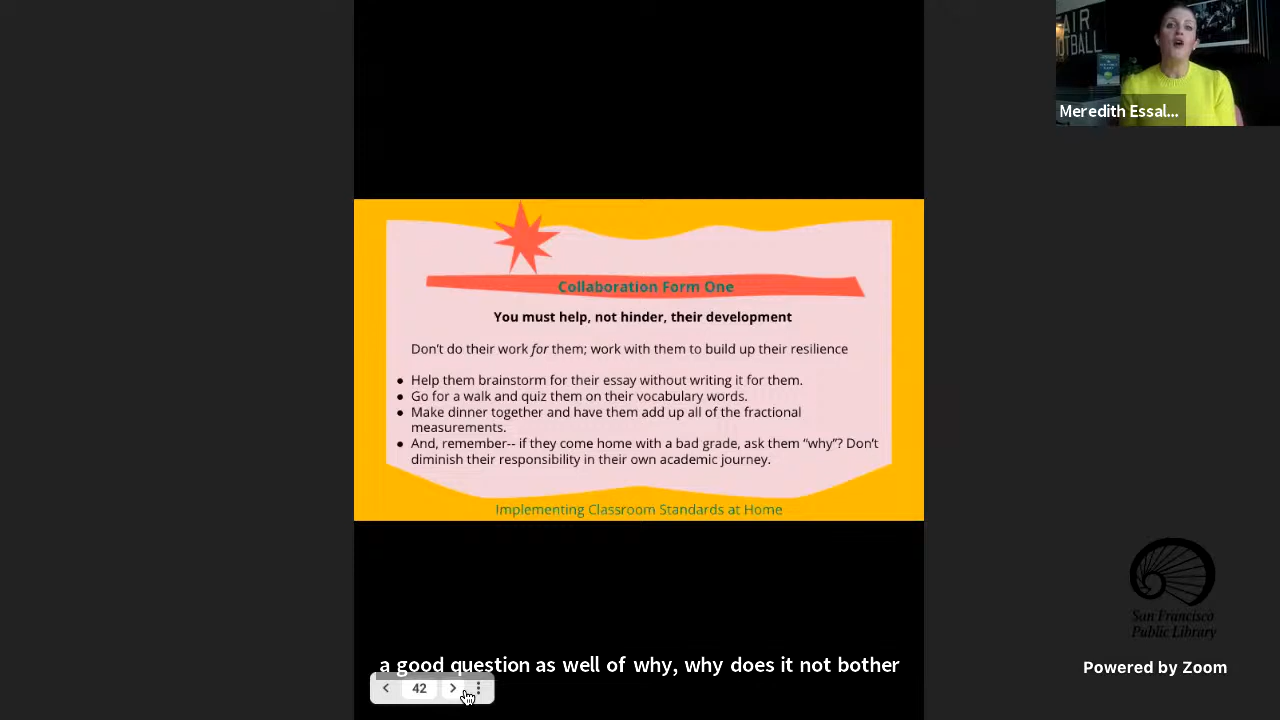 FAIR
FOOTBALL
Meredith Essal...
Collaboration Form One
You must help, not hinder, their development
Don't do their work for them; work with them to build up their resilience
● Help them brainstorm for their essay without writing it for them.
● Go for a walk and quiz them on their vocabulary words.
● Make dinner together and have them add up all of the fractional
measurements.
● And, remember-- if they come home with a bad grade, ask them “why”? Don't
diminish their responsibility in their own academic journey.
Implementing Classroom Standards at Home
San Francisco
Public Library
a good question as well of why, why does it not bother
Powered by Zoom
42